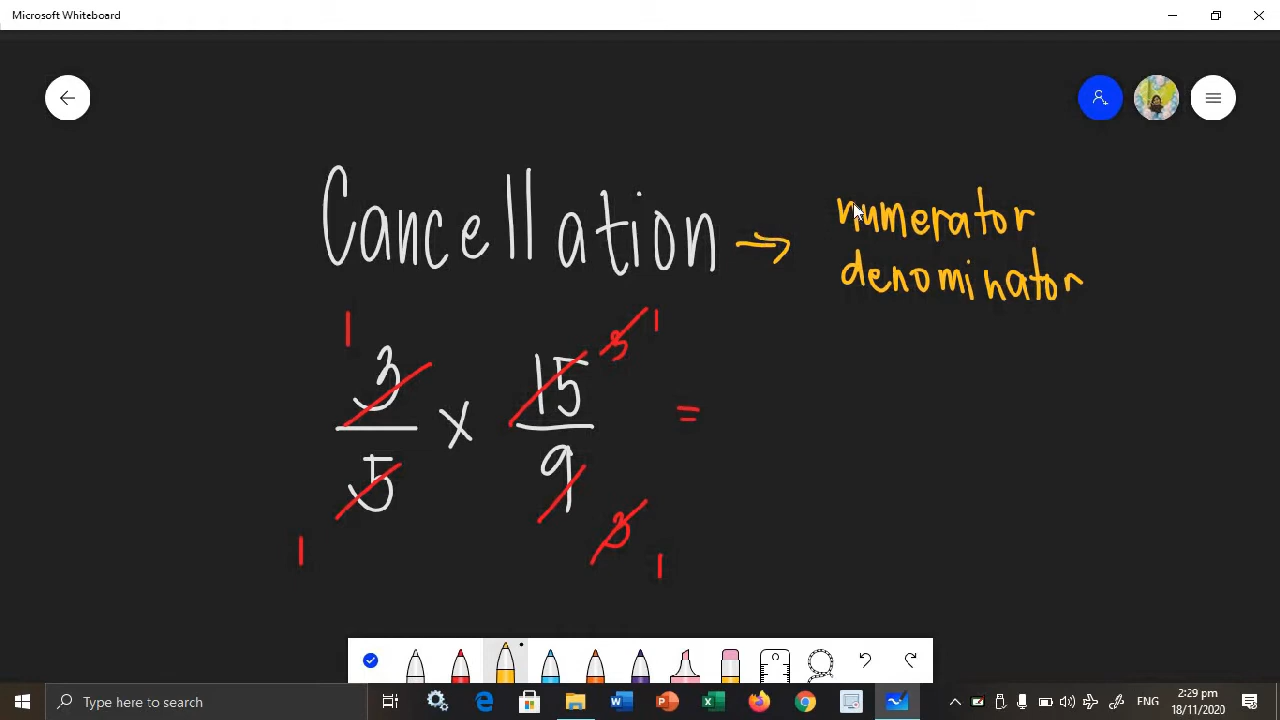 Microsoft Whiteboard
Cancellation → numerator
denominator
1 3 1
3 × 15 =
5 9
1 3 1
Type here to search
ENG
2:29 pm
18/11/2020